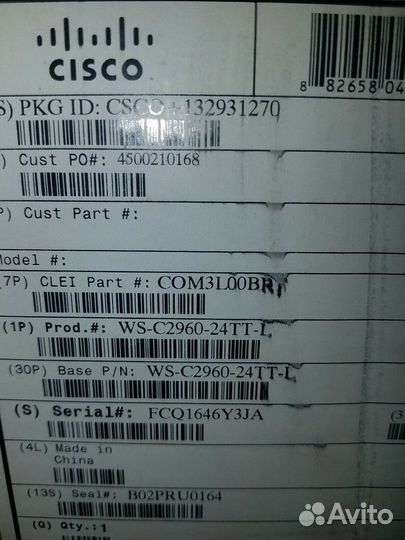 CISCO
8 82658 04
S) PKG ID: CSCO+132931270
) Cust PO#: 4500210168
P) Cust Part #:
Model #:
(7P) CLEI Part #: COM3L00BR
(1P) Prod.#: WS-C2960-24TT-L
(30P) Base P/N: WS-C2960-24TT-L
(S) Serial#: FCQ1646Y3JA
(3
(4L) Made in
China
(13S) Seal#: B02PRU0164
(Q) Qty.:1
Avito